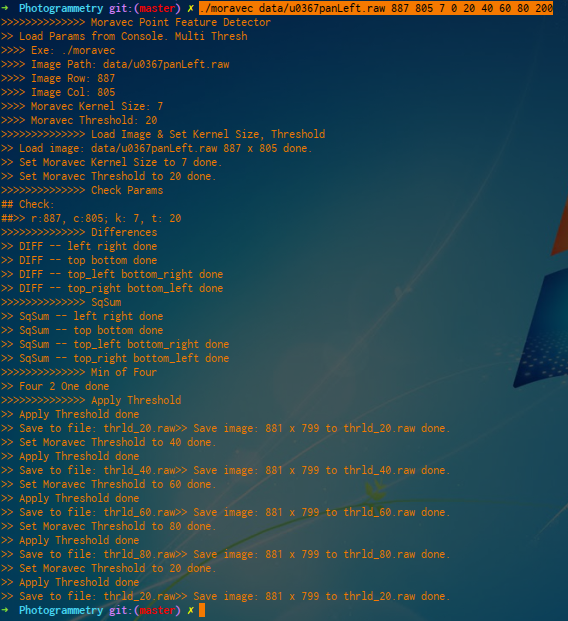 → Photogrammetry git:(master) ✗ ./moravec data/u0367panLeft.raw 887 805 7 0 20 40 60 80 200
>>>>>>>>>>>>>> Moravec Point Feature Detector
>> Load Params from Console. Multi Thresh
>>>> Exe: ./moravec
>>>> Image Path: data/u0367panLeft.raw
>>>> Image Row: 887
>>>> Image Col: 805
>>>> Moravec Kernel Size: 7
>>>> Moravec Threshold: 20
>>>>>>>>>>>>>> Load Image & Set Kernel Size, Threshold
>> Load image: data/u0367panLeft.raw 887 x 805 done.
>> Set Moravec Kernel Size to 7 done.
>> Set Moravec Threshold to 20 done.
>>>>>>>>>>>>>> Check Params
## Check:
##>> r:887, c:805; k: 7, t: 20
>>>>>>>>>>>>>> Differences
>> DIFF -- left right done
>> DIFF -- top bottom done
>> DIFF -- top_left bottom_right done
>> DIFF -- top_right bottom_left done
>>>>>>>>>>>>>> SqSum
>> SqSum -- left right done
>> SqSum -- top bottom done
>> SqSum -- top_left bottom_right done
>> SqSum -- top_right bottom_left done
>>>>>>>>>>>>>> Min of Four
>> Four 2 One done
>>>>>>>>>>>>>> Apply Threshold
>> Apply Threshold done
>> Save to file: thrld_20.raw>> Save image: 881 x 799 to thrld_20.raw done.
>> Set Moravec Threshold to 40 done.
>> Apply Threshold done
>> Save to file: thrld_40.raw>> Save image: 881 x 799 to thrld_40.raw done.
>> Set Moravec Threshold to 60 done.
>> Apply Threshold done
>> Save to file: thrld_60.raw>> Save image: 881 x 799 to thrld_60.raw done.
>> Set Moravec Threshold to 80 done.
>> Apply Threshold done
>> Save to file: thrld_80.raw>> Save image: 881 x 799 to thrld_80.raw done.
>> Set Moravec Threshold to 20 done.
>> Apply Threshold done
>> Save to file: thrld_20.raw>> Save image: 881 x 799 to thrld_20.raw done.
→ Photogrammetry git:(master) ✗